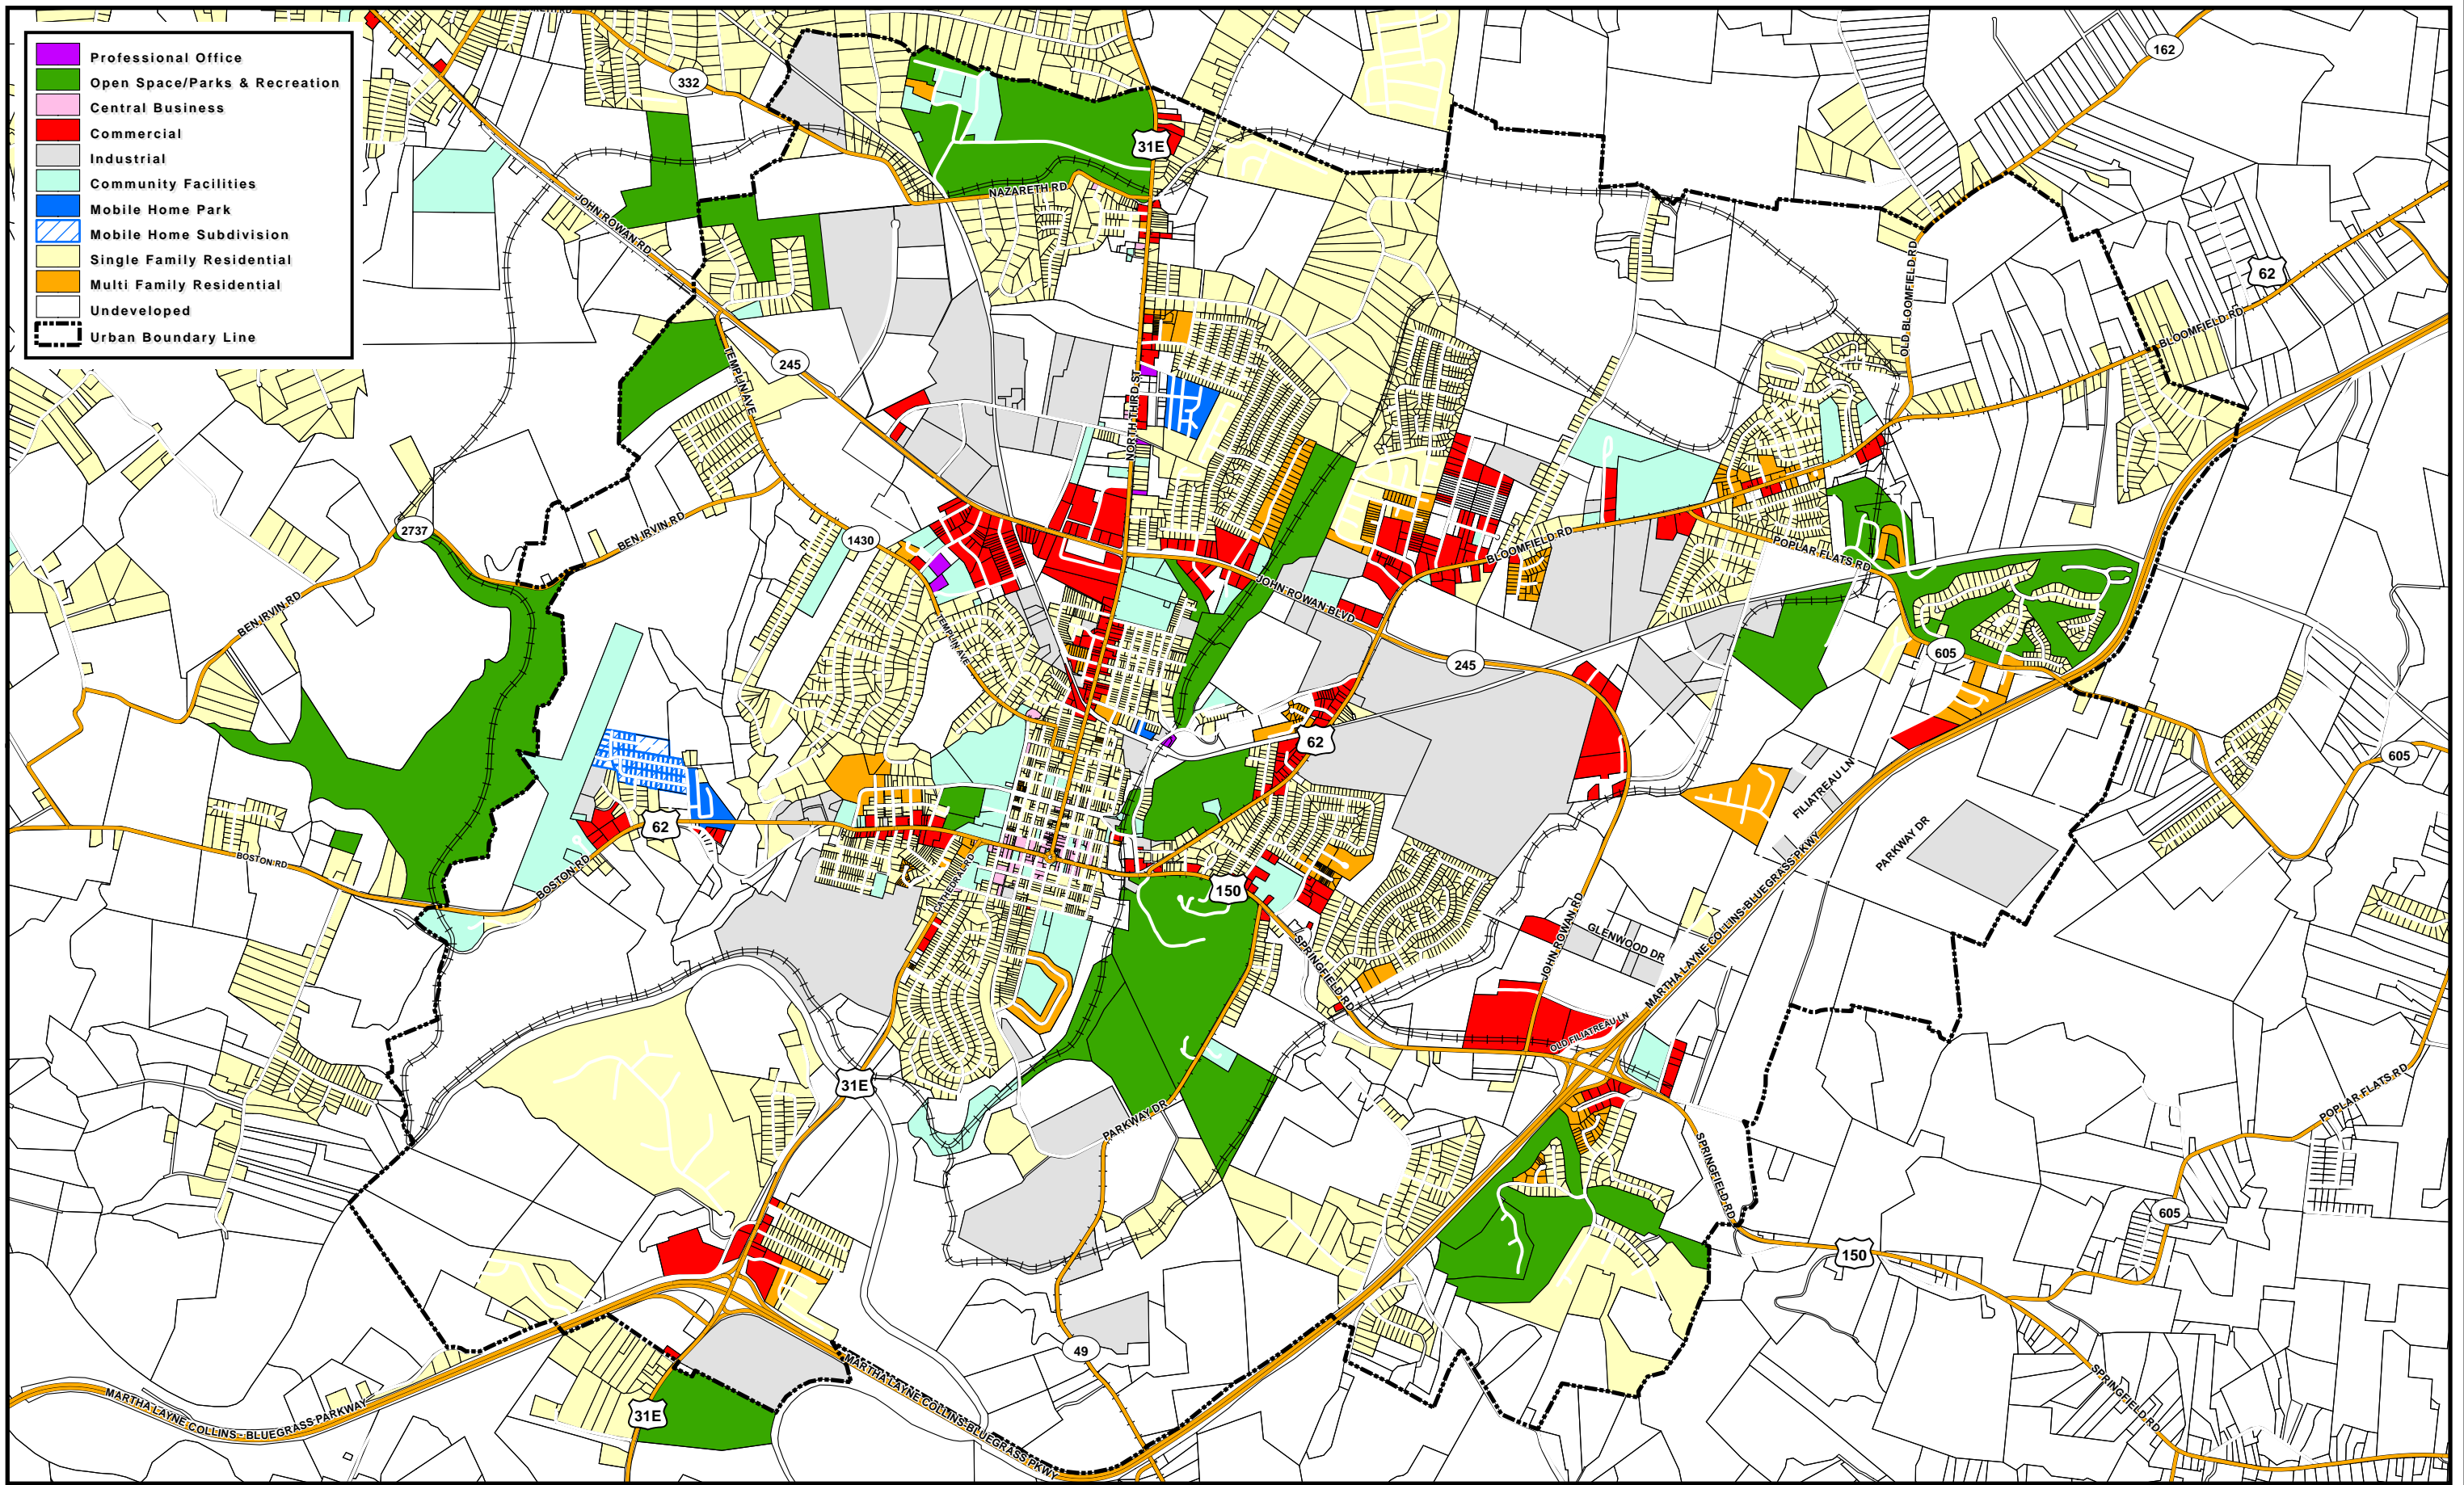 Professional Office
Open Space/Parks & Recreation
Central Business
Commercial
Industrial
Community Facilities
Mobile Home Park
Mobile Home Subdivision
Single Family Residential
Multi Family Residential
Undeveloped
Urban Boundary Line
162
332
31E
NAZARETH RD
JOHN ROWAN RD
OLD BLOOMFIELD RD
62
BLOOMFIELD RD
245
TEMPLIN AVE
NORTH THIRD ST
2737
BEN IRVIN RD
1430
BLOOMFIELD RD
POPLAR FLATS RD
JOHN ROWAN BLVD
BEN IRVIN RD
TEMPLIN AVE
245
605
62
605
FILIATREAU LN
62
BOSTON RD
BOSTON RD
CATHEDRAL RD
150
PARKWAY DR
MARTHA LAYNE COLLINS-BLUEGRASS PKWY
SPRINGFIELD RD
JOHN ROWAN RD
GLENWOOD DR
OLD FILIATREAU LN
31E
PARKWAY DR
POPLAR FLATS RD
SPRINGFIELD RD
605
150
49
MARTHA LAYNE COLLINS-BLUEGRASS PKWY
MARTHA LAYNE COLLINS - BLUEGRASS PARKWAY
31E
SPRINGFIELD RD